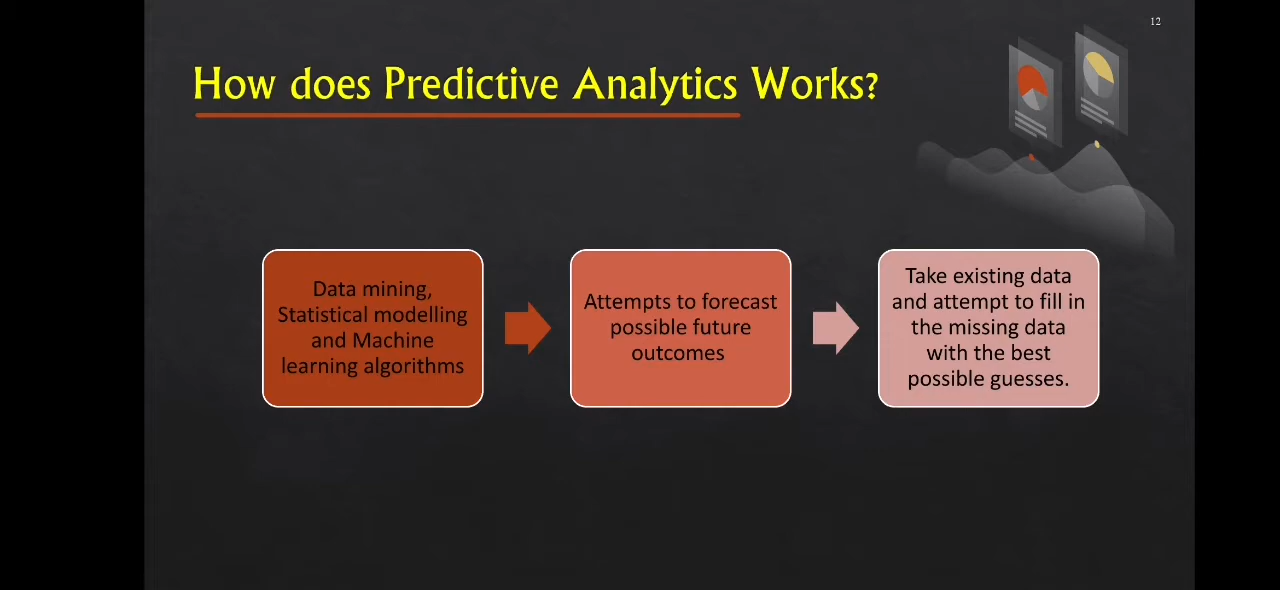 12
How does Predictive Analytics Works?
Data mining,
Statistical modelling
and Machine
learning algorithms
Attempts to forecast
possible future
outcomes
Take existing data
and attempt to fill in
the missing data
with the best
possible guesses.